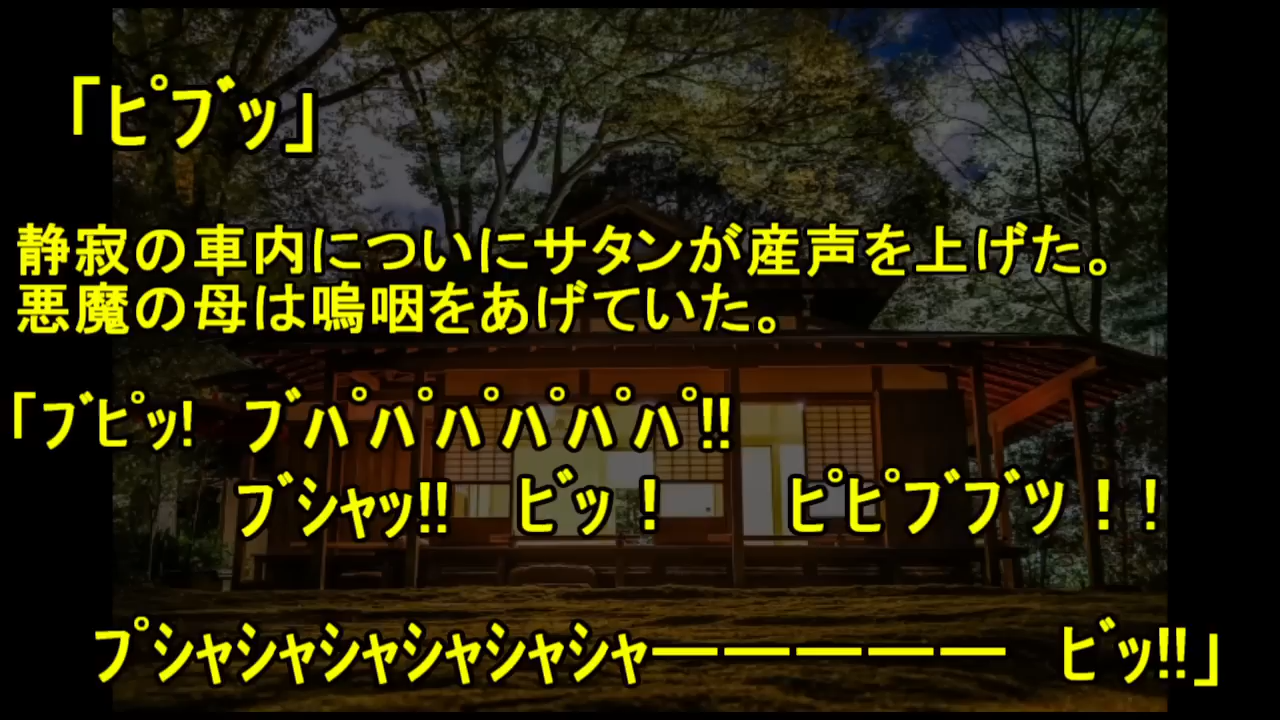 「ﾋﾟﾌﾞｯ」
静寂の車内についにサタンが産声を上げた。
悪魔の母は嗚咽をあげていた。
「ﾌﾞﾋﾟｯ!　ﾌﾞﾊﾟﾊﾟﾊﾟﾊﾟﾊﾟﾊﾟ!!
ﾌﾞｼｬｯ!!　ﾋﾞｯ！　ﾋﾟﾋﾟﾌﾞﾌﾞﾂ！！
ﾌﾟｼｬｼｬｼｬｼｬｼｬｼｬ―――――　ﾋﾞｯ!!」